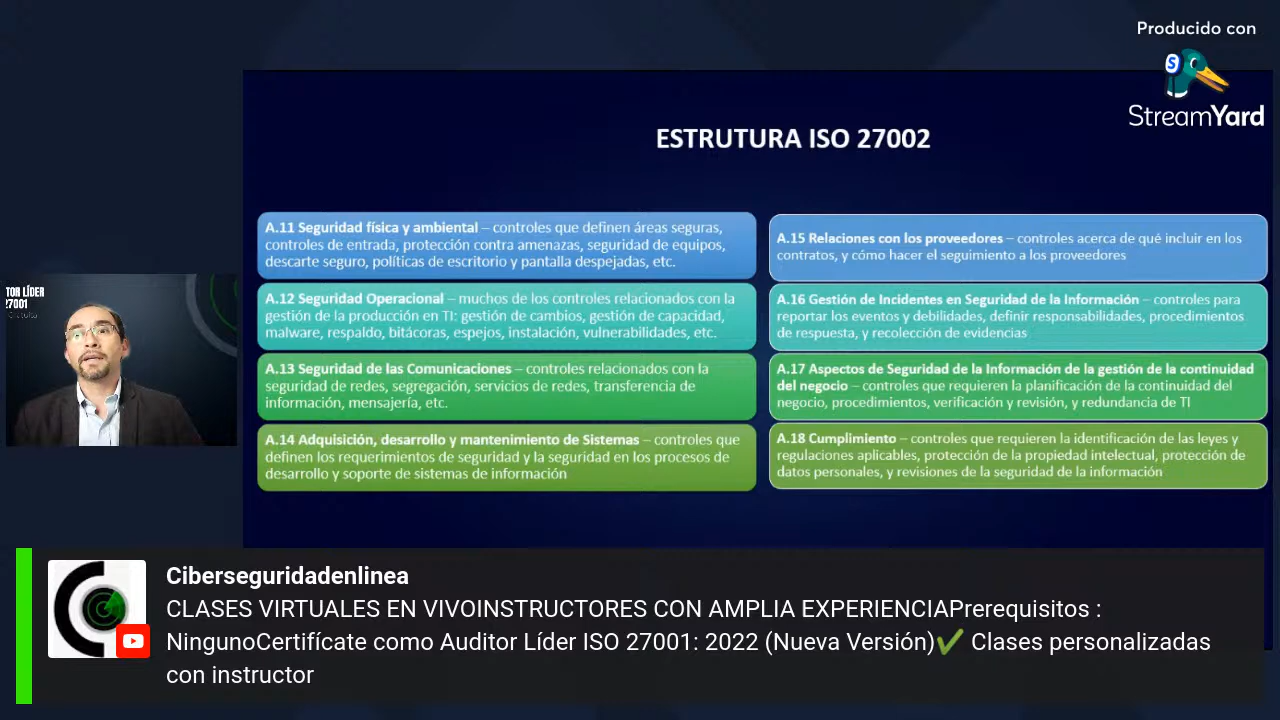 Producido con
StreamYard
ESTRUTURA ISO 27002
A.11 Seguridad física y ambiental – controles que definen áreas seguras,
controles de entrada, protección contra amenazas, seguridad de equipos,
descarte seguro, políticas de escritorio y pantalla despejadas, etc.
A.12 Seguridad Operacional – muchos de los controles relacionados con la
gestión de la producción en TI: gestión de cambios, gestión de capacidad,
malware, respaldo, bitácoras, espejos, instalación, vulnerabilidades, etc.
A.13 Seguridad de las Comunicaciones – controles relacionados con la
seguridad de redes, segregación, servicios de redes, transferencia de
información, mensajería, etc.
A.14 Adquisición, desarrollo y mantenimiento de Sistemas – controles que
definen los requerimientos de seguridad y la seguridad en los procesos de
desarrollo y soporte de sistemas de información
A.15 Relaciones con los proveedores – controles acerca de qué incluir en los
contratos, y cómo hacer el seguimiento a los proveedores
A.16 Gestión de Incidentes en Seguridad de la Información – controles para
reportar los eventos y debilidades, definir responsabilidades, procedimientos
de respuesta, y recolección de evidencias
A.17 Aspectos de Seguridad de la Información de la gestión de la continuidad
del negocio – controles que requieren la planificación de la continuidad del
negocio, procedimientos, verificación y revisión, y redundancia de TI
A.18 Cumplimiento – controles que requieren la identificación de las leyes y
regulaciones aplicables, protección de la propiedad intelectual, protección de
datos personales, y revisiones de la seguridad de la información
TOR LÍDER
27001
Ciberseguridadenlinea
CLASES VIRTUALES EN VIVOINSTRUCTORES CON AMPLIA EXPERIENCIAPrerequisitos :
NingunoCertifícate como Auditor Líder ISO 27001: 2022 (Nueva Versión)✔ Clases personalizadas
con instructor